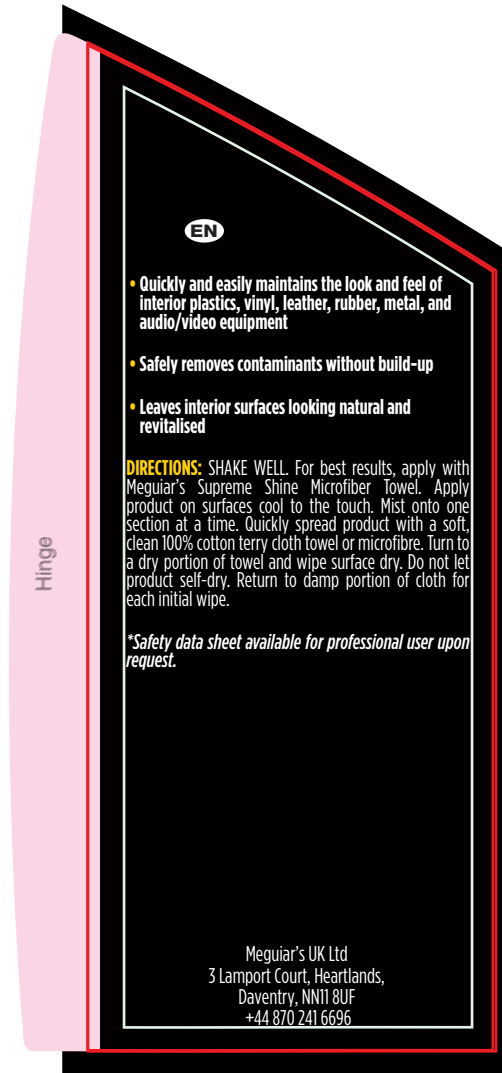 EN
• Quickly and easily maintains the look and feel of
interior plastics, vinyl, leather, rubber, metal, and
audio/video equipment
• Safely removes contaminants without build-up
• Leaves interior surfaces looking natural and
revitalised
DIRECTIONS: SHAKE WELL. For best results, apply with
Meguiar's Supreme Shine Microfiber Towel. Apply
product on surfaces cool to the touch. Mist onto one
section at a time. Quickly spread product with a soft,
clean 100% cotton terry cloth towel or microfibre. Turn to
a dry portion of towel and wipe surface dry. Do not let
product self-dry. Return to damp portion of cloth for
each initial wipe.
*Safety data sheet available for professional user upon
request.
Meguiar's UK Ltd
3 Lamport Court, Heartlands,
Daventry, NN11 8UF
+44 870 241 6696
Hinge